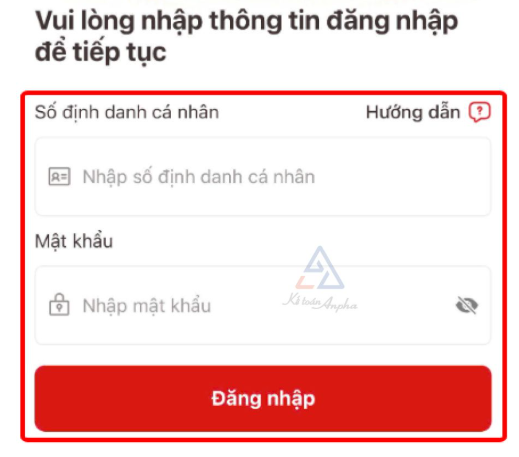 Vui lòng nhập thông tin đăng nhập
để tiếp tục
Số định danh cá nhân Hướng dẫn
Nhập số định danh cá nhân
Mật khẩu
Kế toán Anpha
Nhập mật khẩu
Đăng nhập